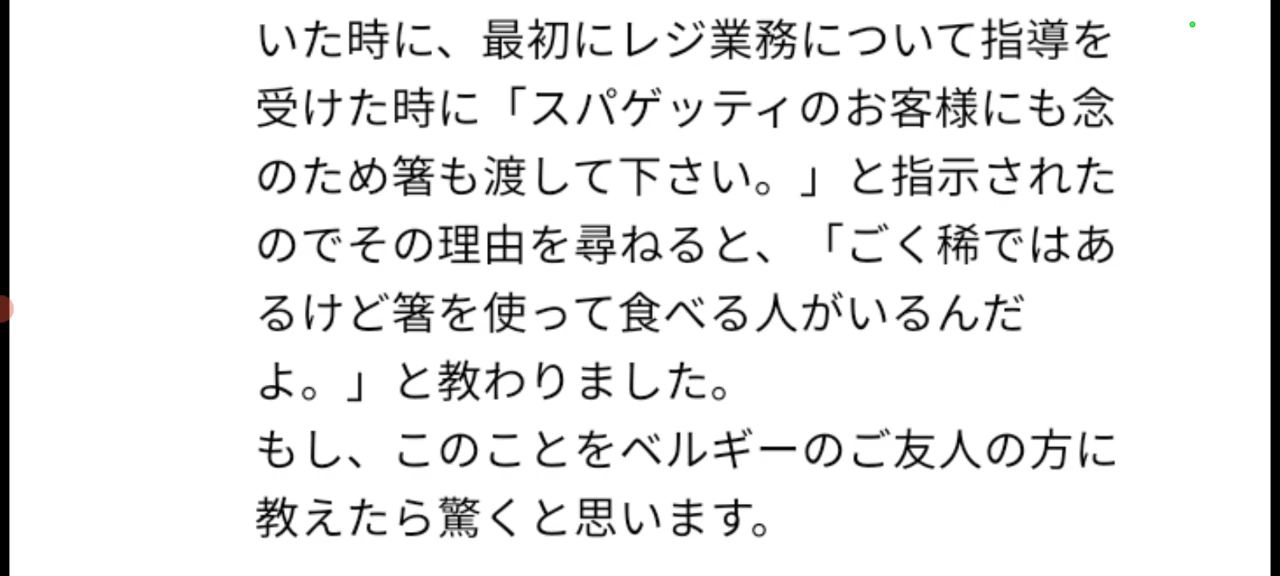 いた時に、最初にレジ業務について指導を
受けた時に「スパゲッティのお客様にも念
のため箸も渡して下さい。」と指示された
のでその理由を尋ねると、「ごく稀ではあ
るけど箸を使って食べる人がいるんだ
よ。」と教わりました。
もし、このことをベルギーのご友人の方に
教えたら驚くと思います。